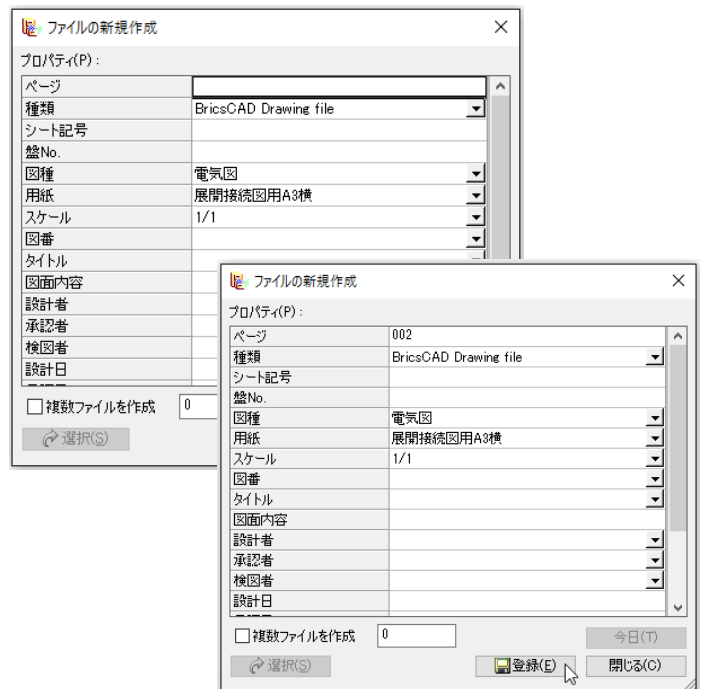 ファイルの新規作成
プロパティ(P):
ページ
種類 BricsCAD Drawing file
シート記号
盤No.
図種 電気図
用紙 展開接続図用A3横
スケール 1/1
図番
タイトル
図面内容
設計者
承認者
検図者
設計日
複数ファイルを作成 0
選択(S)
ファイルの新規作成
プロパティ(P):
ページ 002
種類 BricsCAD Drawing file
シート記号
盤No.
図種 電気図
用紙 展開接続図用A3横
スケール 1/1
図番
タイトル
図面内容
設計者
承認者
検図者
設計日
複数ファイルを作成 0 今日(T)
選択(S) 登録(E) 閉じる(C)